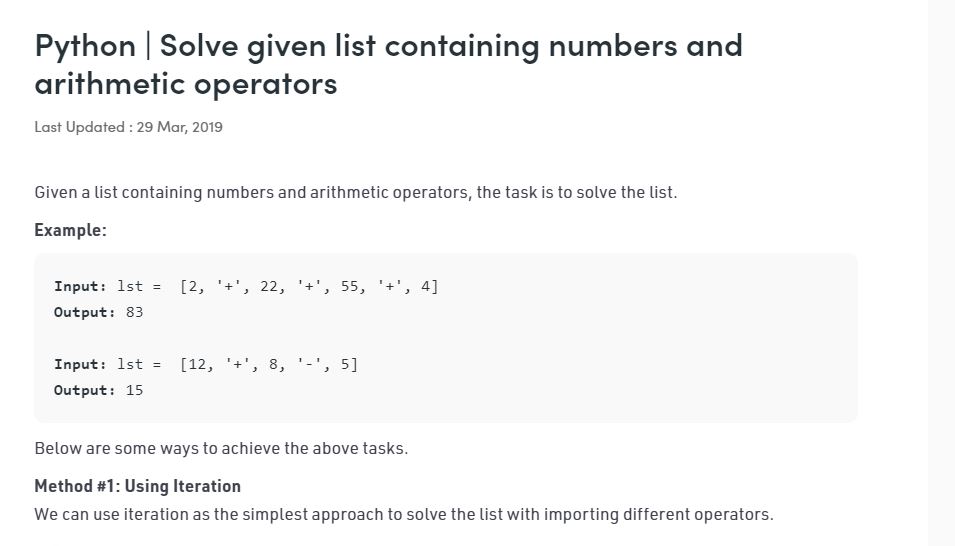 Python | Solve given list containing numbers and
arithmetic operators
Last Updated : 29 Mar, 2019
Given a list containing numbers and arithmetic operators, the task is to solve the list.
Example:
Input: lst =  [2, '+', 22, '+', 55, '+', 4]
Output: 83
Input: lst =  [12, '+', 8, '-', 5]
Output: 15
Below are some ways to achieve the above tasks.
Method #1: Using Iteration
We can use iteration as the simplest approach to solve the list with importing different operators.